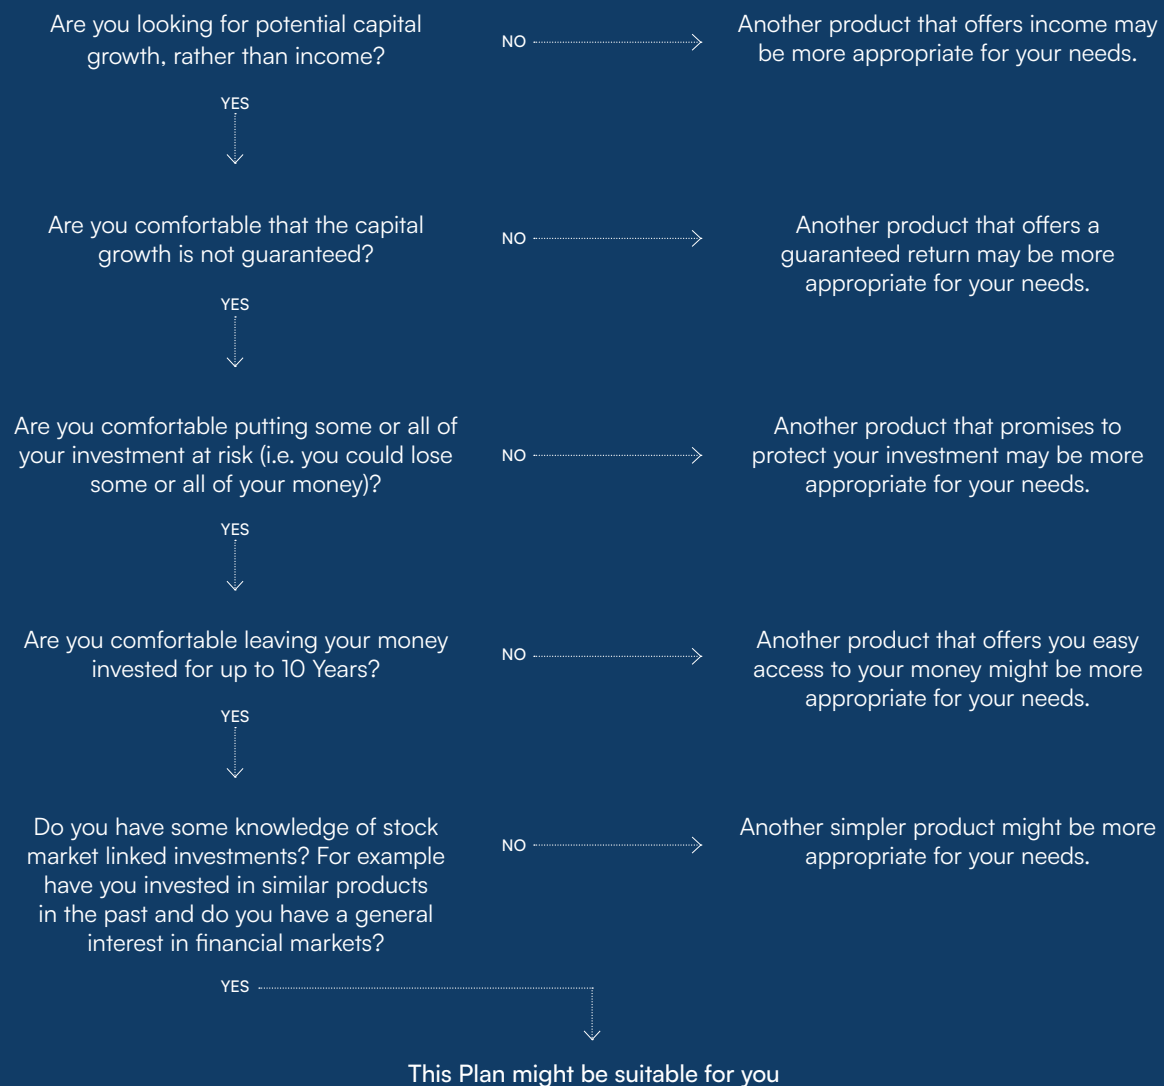 Are you looking for potential capital
growth, rather than income?
NO
Another product that offers income may
be more appropriate for your needs.
YES
Are you comfortable that the capital
growth is not guaranteed?
NO
Another product that offers a
guaranteed return may be more
appropriate for your needs.
YES
Are you comfortable putting some or all of
your investment at risk (i.e. you could lose
some or all of your money)?
NO
Another product that promises to
protect your investment may be more
appropriate for your needs.
YES
Are you comfortable leaving your money
invested for up to 10 Years?
NO
Another product that offers you easy
access to your money might be more
appropriate for your needs.
YES
Do you have some knowledge of stock
market linked investments? For example
have you invested in similar products
in the past and do you have a general
interest in financial markets?
NO
Another simpler product might be more
appropriate for your needs.
YES
This Plan might be suitable for you